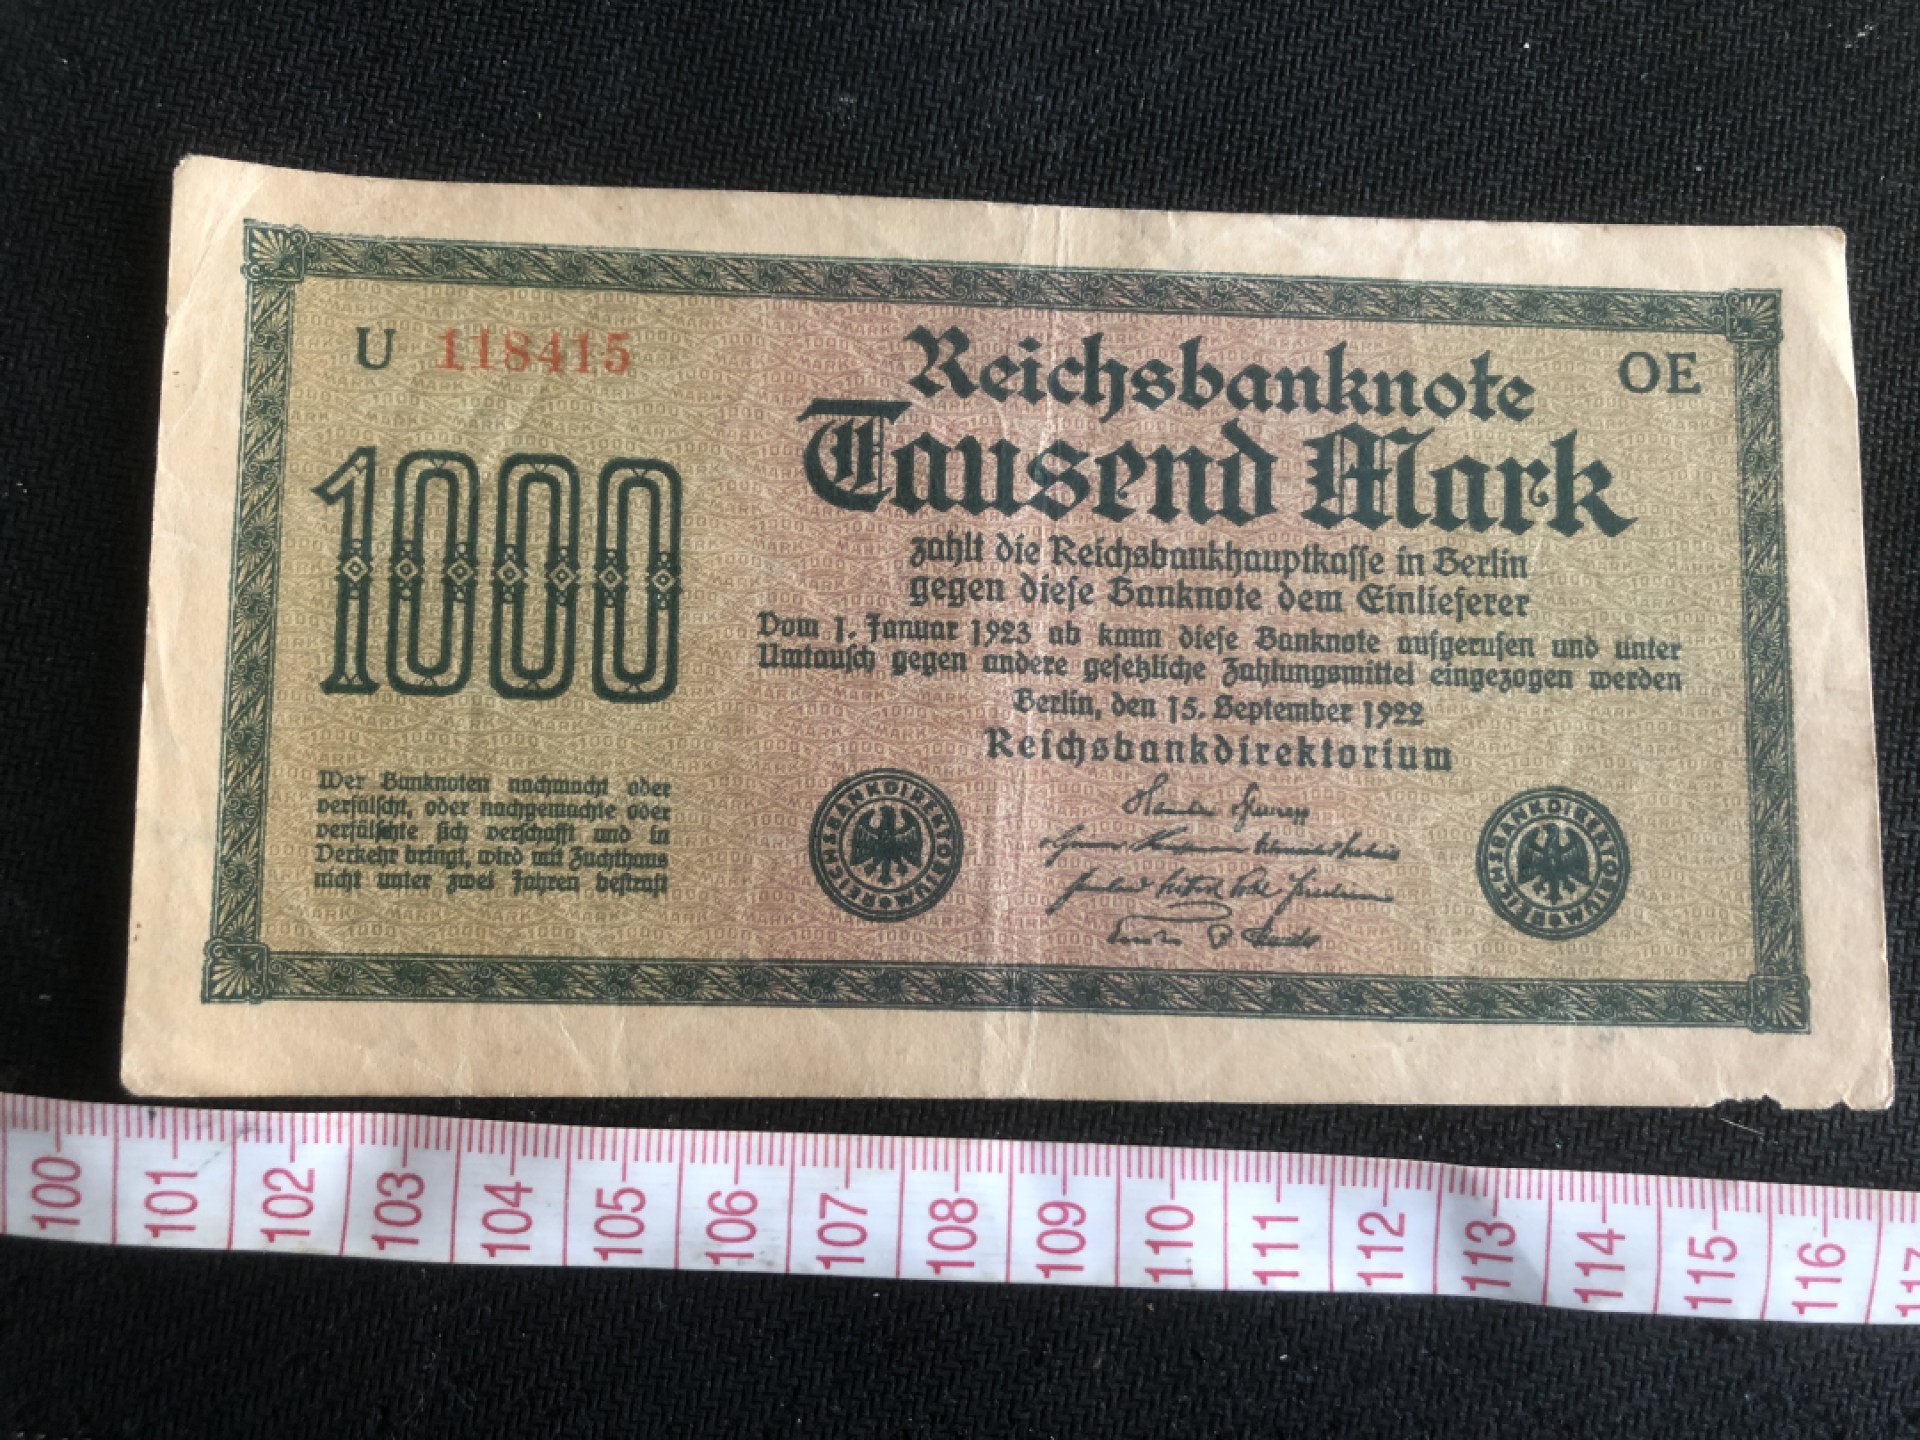 U 118415
OE
Reichsbanknote
Tausend Mark
1000
zahlt die Reichsbankhauptkasse in Berlin
gegen diese Banknote dem Einlieferer
Vom 1. Januar 1923 ab kann diese Banknote aufgerufen und unter
Umtausch gegen andere gesetzliche Zahlungsmittel eingezogen werden
Berlin, den 15. September 1922
Reichsbankdirektorium
Wer Banknoten nachmacht oder
verfälscht, oder nachgemachte oder
verfälschte sich verschafft und in
Verkehr bringt, wird mit Zuchthaus
nicht unter zwei Jahren bestraft
REICHSBANKDIREKTORIUM
REICHSBANKDIREKTORIUM
100 101 102 103 104 105 106 107 108 109 110 111 112 113 114 115 116 117